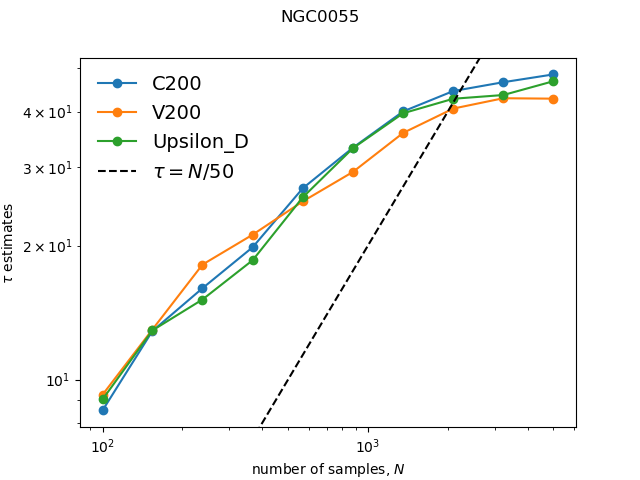 NGC0055
C200
V200
Upsilon_D
τ = N/50
4 × 10¹
3 × 10¹
2 × 10¹
10¹
τ estimates
10² 10³
number of samples, N